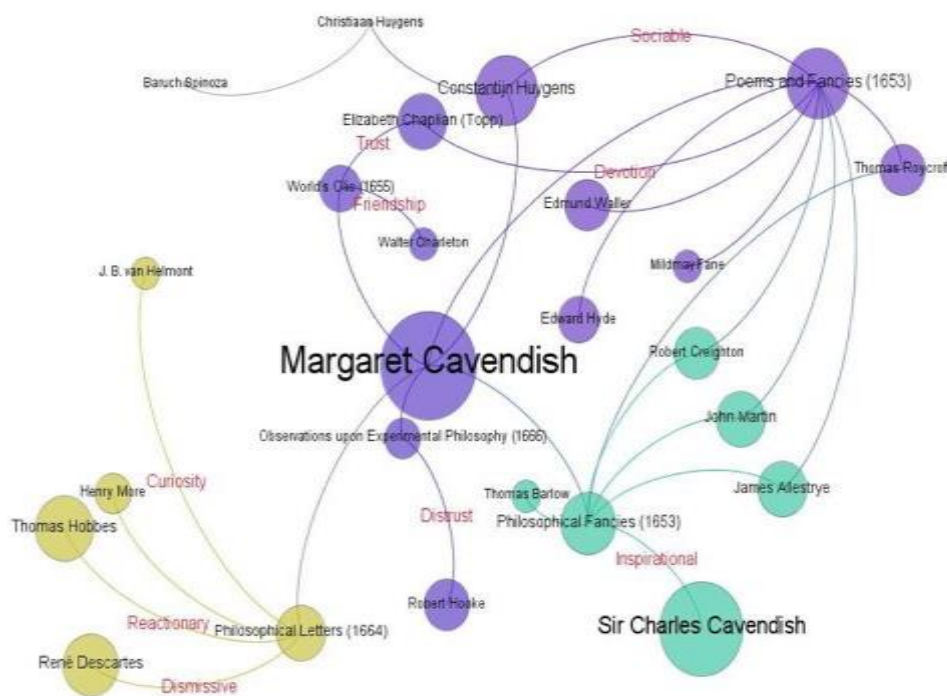 Christiaan Huygens
Sociable
Baruch Spinoza
Constantijn Huygens
Poems and Fancies (1653)
Elizabeth Chaplian (Topp)
Trust
Devotion
Thomas Roycroft
World's Olio (1655)
Friendship
Edmund Waller
Walter Charleton
Mildmay Fane
J. B. van Helmont
Edward Hyde
Margaret Cavendish
Robert Creighton
John Martin
Observations upon Experimental Philosophy (1666)
Curiosity
Henry More
Thomas Barlow
James Allestrye
Thomas Hobbes
Distrust
Philosophical Fancies (1653)
Inspirational
Robert Hooke
Reactionary
Philosophical Letters (1664)
Sir Charles Cavendish
René Descartes
Dismissive